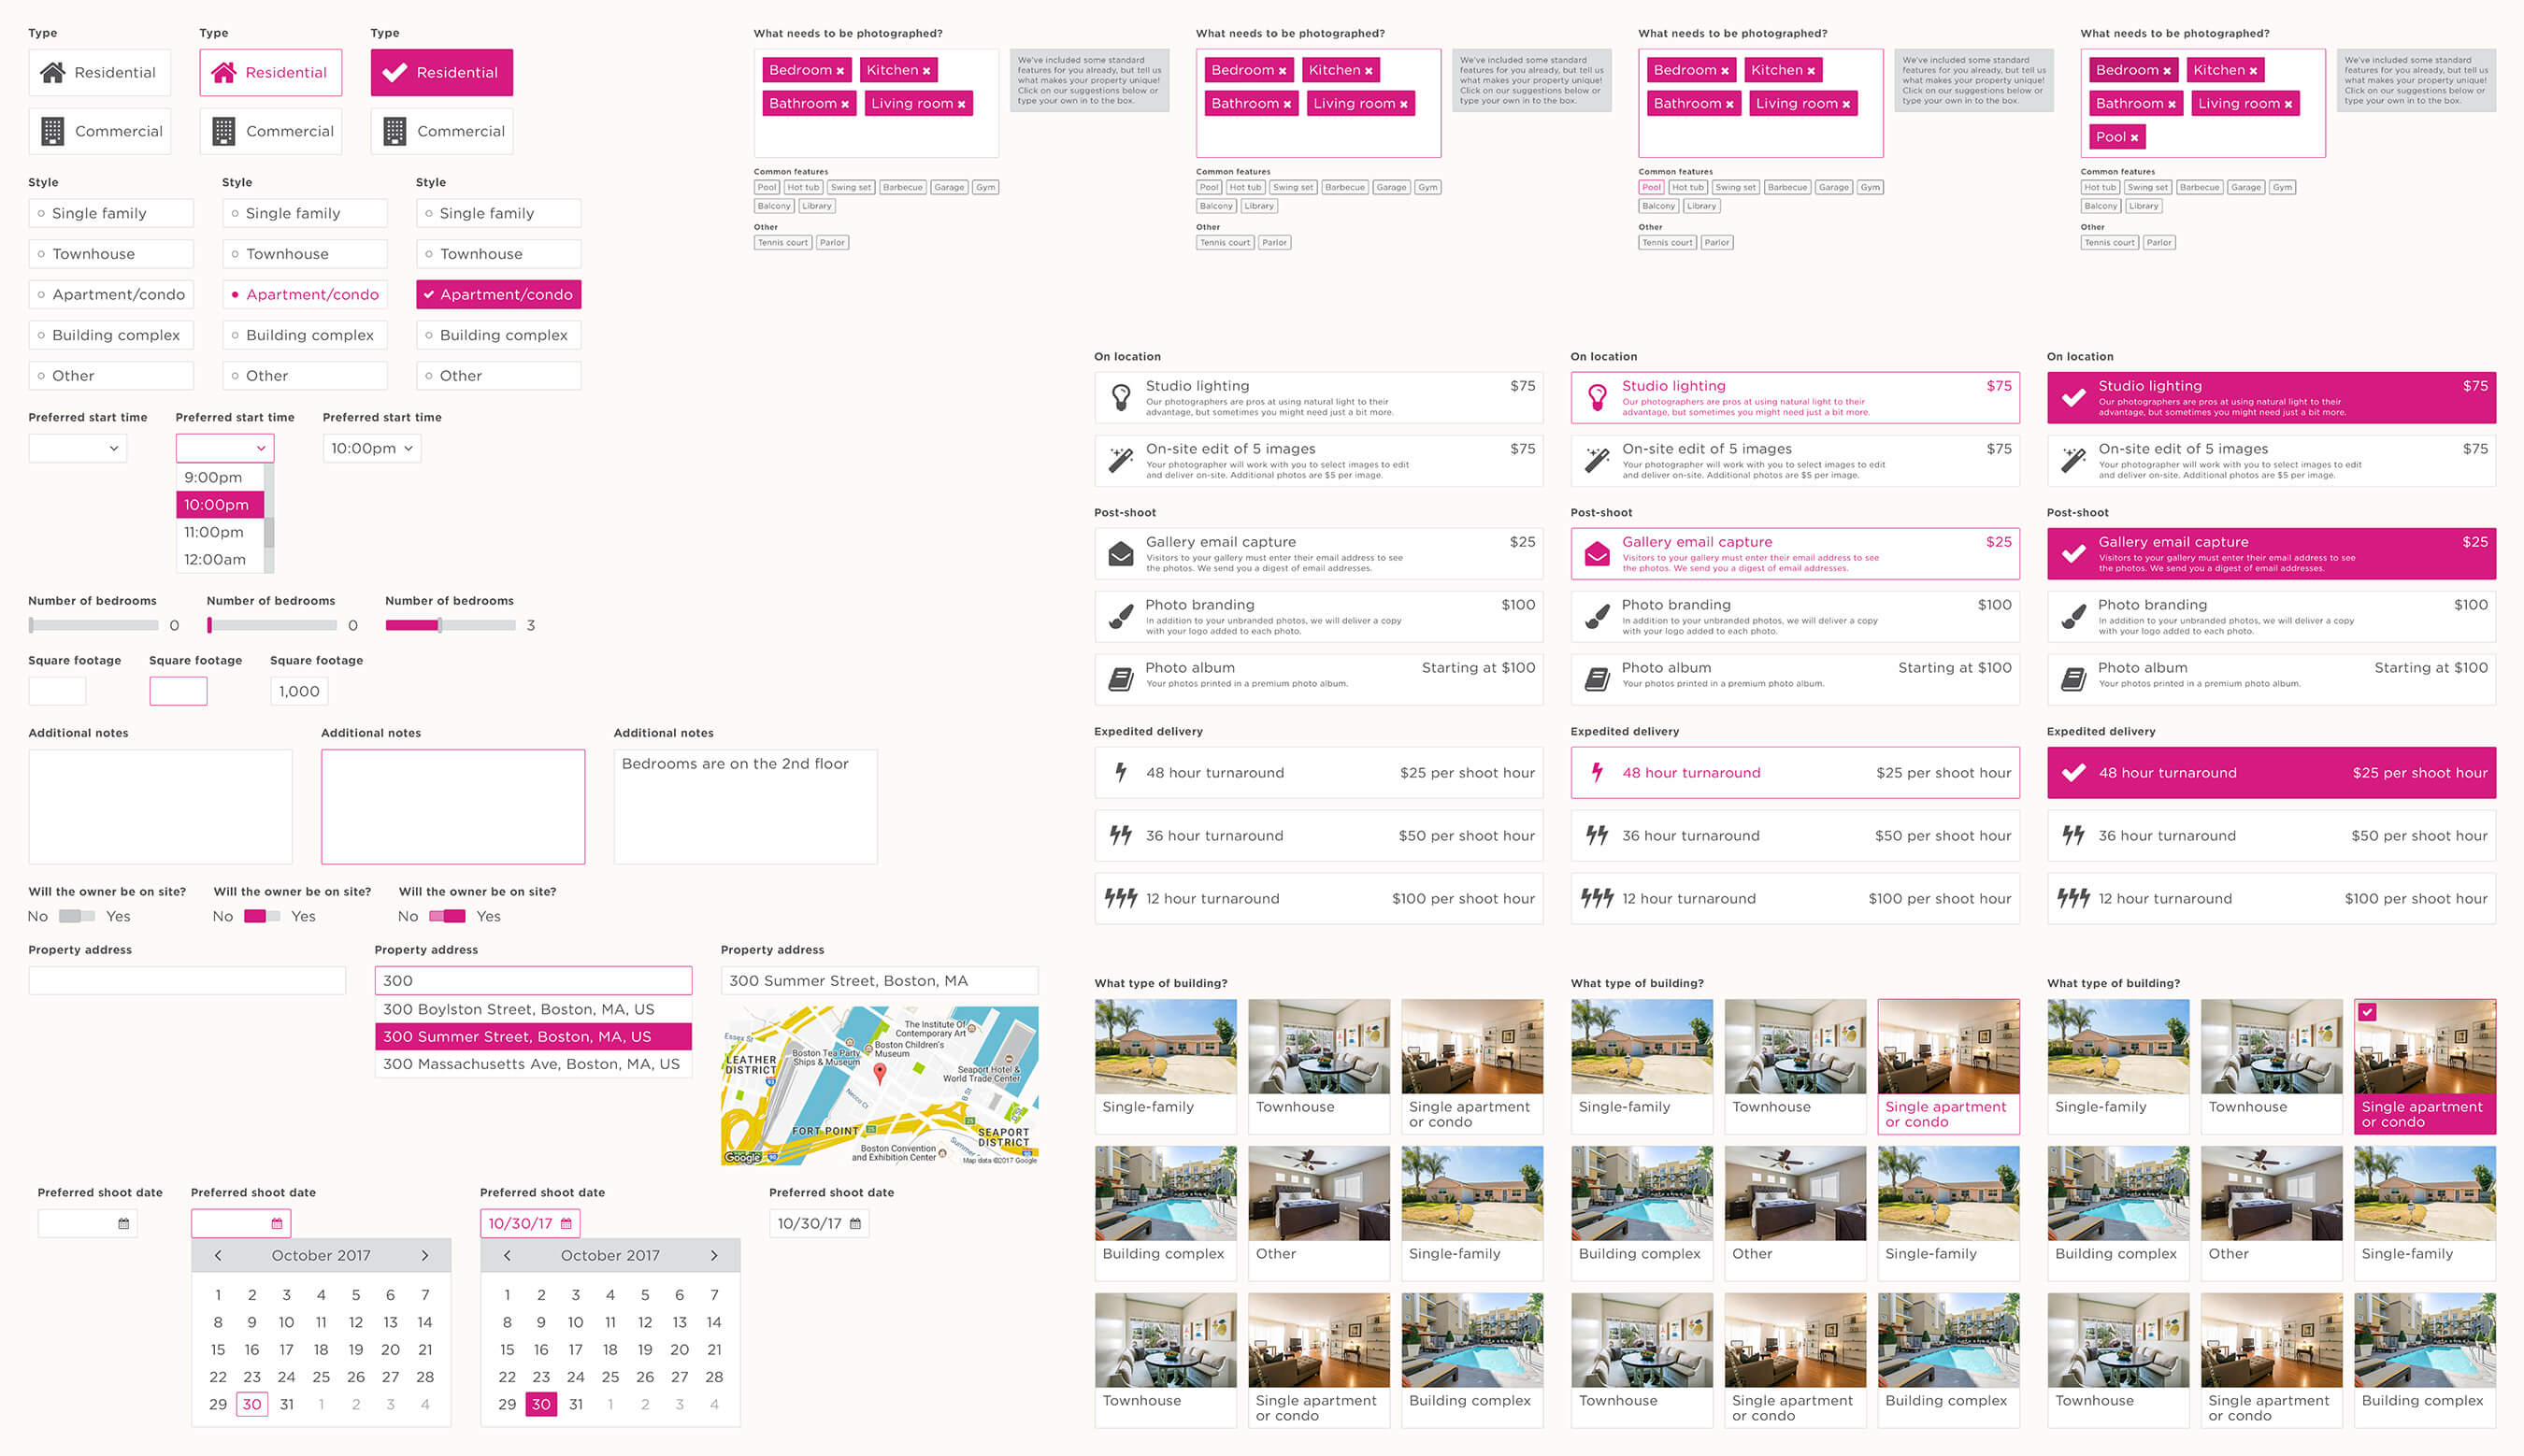 Type
Residential
Commercial
Type
Residential
Commercial
Type
Residential
Commercial
Style
Single family
Townhouse
Apartment/condo
Building complex
Other
Style
Single family
Townhouse
Apartment/condo
Building complex
Other
Style
Single family
Townhouse
Apartment/condo
Building complex
Other
Preferred start time
Preferred start time
9:00pm
10:00pm
11:00pm
12:00am
Preferred start time
10:00pm
Number of bedrooms
0
Number of bedrooms
0
Number of bedrooms
3
Square footage
Square footage
Square footage
1,000
Additional notes
Additional notes
Additional notes
Bedrooms are on the 2nd floor
Will the owner be on site?
No Yes
Will the owner be on site?
No Yes
Will the owner be on site?
No Yes
Property address
Property address
300
300 Boylston Street, Boston, MA, US
300 Summer Street, Boston, MA, US
300 Massachusetts Ave, Boston, MA, US
Property address
300 Summer Street, Boston, MA
Essex St
The Institute Of
Contemporary Art
Boston Children's
Museum
Boston Tea Party
Ships & Museum
LEATHER
DISTRICT
93
Seaport Hotel &
World Trade Center
Necco Ct
B St
FORT POINT
SEAPORT
DISTRICT
Summer
Boston Convention
and Exhibition Center
Google
90
90
Map data ©2017 Google
Preferred shoot date
Preferred shoot date
October 2017
1 2 3 4 5 6 7
8 9 10 11 12 13 14
15 16 17 18 19 20 21
22 23 24 25 26 27 28
29 30 31 1 2 3 4
Preferred shoot date
10/30/17
October 2017
1 2 3 4 5 6 7
8 9 10 11 12 13 14
15 16 17 18 19 20 21
22 23 24 25 26 27 28
29 30 31 1 2 3 4
Preferred shoot date
10/30/17
What needs to be photographed?
Bedroom × Kitchen ×
Bathroom × Living room ×
We've included some standard
features for you already, but tell us
what makes your property unique!
Click on our suggestions below or
type your own in to the box.
Common features
Pool Hot tub Swing set Barbecue Garage Gym
Balcony Library
Other
Tennis court Parlor
What needs to be photographed?
Bedroom × Kitchen ×
Bathroom × Living room ×
We've included some standard
features for you already, but tell us
what makes your property unique!
Click on our suggestions below or
type your own in to the box.
Common features
Pool Hot tub Swing set Barbecue Garage Gym
Balcony Library
Other
Tennis court Parlor
What needs to be photographed?
Bedroom × Kitchen ×
Bathroom × Living room ×
We've included some standard
features for you already, but tell us
what makes your property unique!
Click on our suggestions below or
type your own in to the box.
Common features
Pool Hot tub Swing set Barbecue Garage Gym
Balcony Library
Other
Tennis court Parlor
What needs to be photographed?
Bedroom × Kitchen ×
Bathroom × Living room ×
Pool ×
We've included some standard
features for you already, but tell us
what makes your property unique!
Click on our suggestions below or
type your own in to the box.
Common features
Hot tub Swing set Barbecue Garage Gym
Balcony Library
Other
Tennis court Parlor
On location
Studio lighting $75
Our photographers are pros at using natural light to their
advantage, but sometimes you might need just a bit more.
On-site edit of 5 images $75
Your photographer will work with you to select images to edit
and deliver on-site. Additional photos are $5 per image.
Post-shoot
Gallery email capture $25
Visitors to your gallery must enter their email address to see
the photos. We send you a digest of email addresses.
Photo branding $100
In addition to your unbranded photos, we will deliver a copy
with your logo added to each photo.
Photo album Starting at $100
Your photos printed in a premium photo album.
Expedited delivery
48 hour turnaround $25 per shoot hour
36 hour turnaround $50 per shoot hour
12 hour turnaround $100 per shoot hour
On location
Studio lighting $75
Our photographers are pros at using natural light to their
advantage, but sometimes you might need just a bit more.
On-site edit of 5 images $75
Your photographer will work with you to select images to edit
and deliver on-site. Additional photos are $5 per image.
Post-shoot
Gallery email capture $25
Visitors to your gallery must enter their email address to see
the photos. We send you a digest of email addresses.
Photo branding $100
In addition to your unbranded photos, we will deliver a copy
with your logo added to each photo.
Photo album Starting at $100
Your photos printed in a premium photo album.
Expedited delivery
48 hour turnaround $25 per shoot hour
36 hour turnaround $50 per shoot hour
12 hour turnaround $100 per shoot hour
On location
Studio lighting $75
Our photographers are pros at using natural light to their
advantage, but sometimes you might need just a bit more.
On-site edit of 5 images $75
Your photographer will work with you to select images to edit
and deliver on-site. Additional photos are $5 per image.
Post-shoot
Gallery email capture $25
Visitors to your gallery must enter their email address to see
the photos. We send you a digest of email addresses.
Photo branding $100
In addition to your unbranded photos, we will deliver a copy
with your logo added to each photo.
Photo album Starting at $100
Your photos printed in a premium photo album.
Expedited delivery
48 hour turnaround $25 per shoot hour
36 hour turnaround $50 per shoot hour
12 hour turnaround $100 per shoot hour
What type of building?
Single-family
Townhouse
Single apartment
or condo
Building complex
Other
Single-family
Townhouse
Single apartment
or condo
Building complex
What type of building?
Single-family
Townhouse
Single apartment
or condo
Building complex
Other
Single-family
Townhouse
Single apartment
or condo
Building complex
What type of building?
Single-family
Townhouse
Single apartment
or condo
Building complex
Other
Single-family
Townhouse
Single apartment
or condo
Building complex